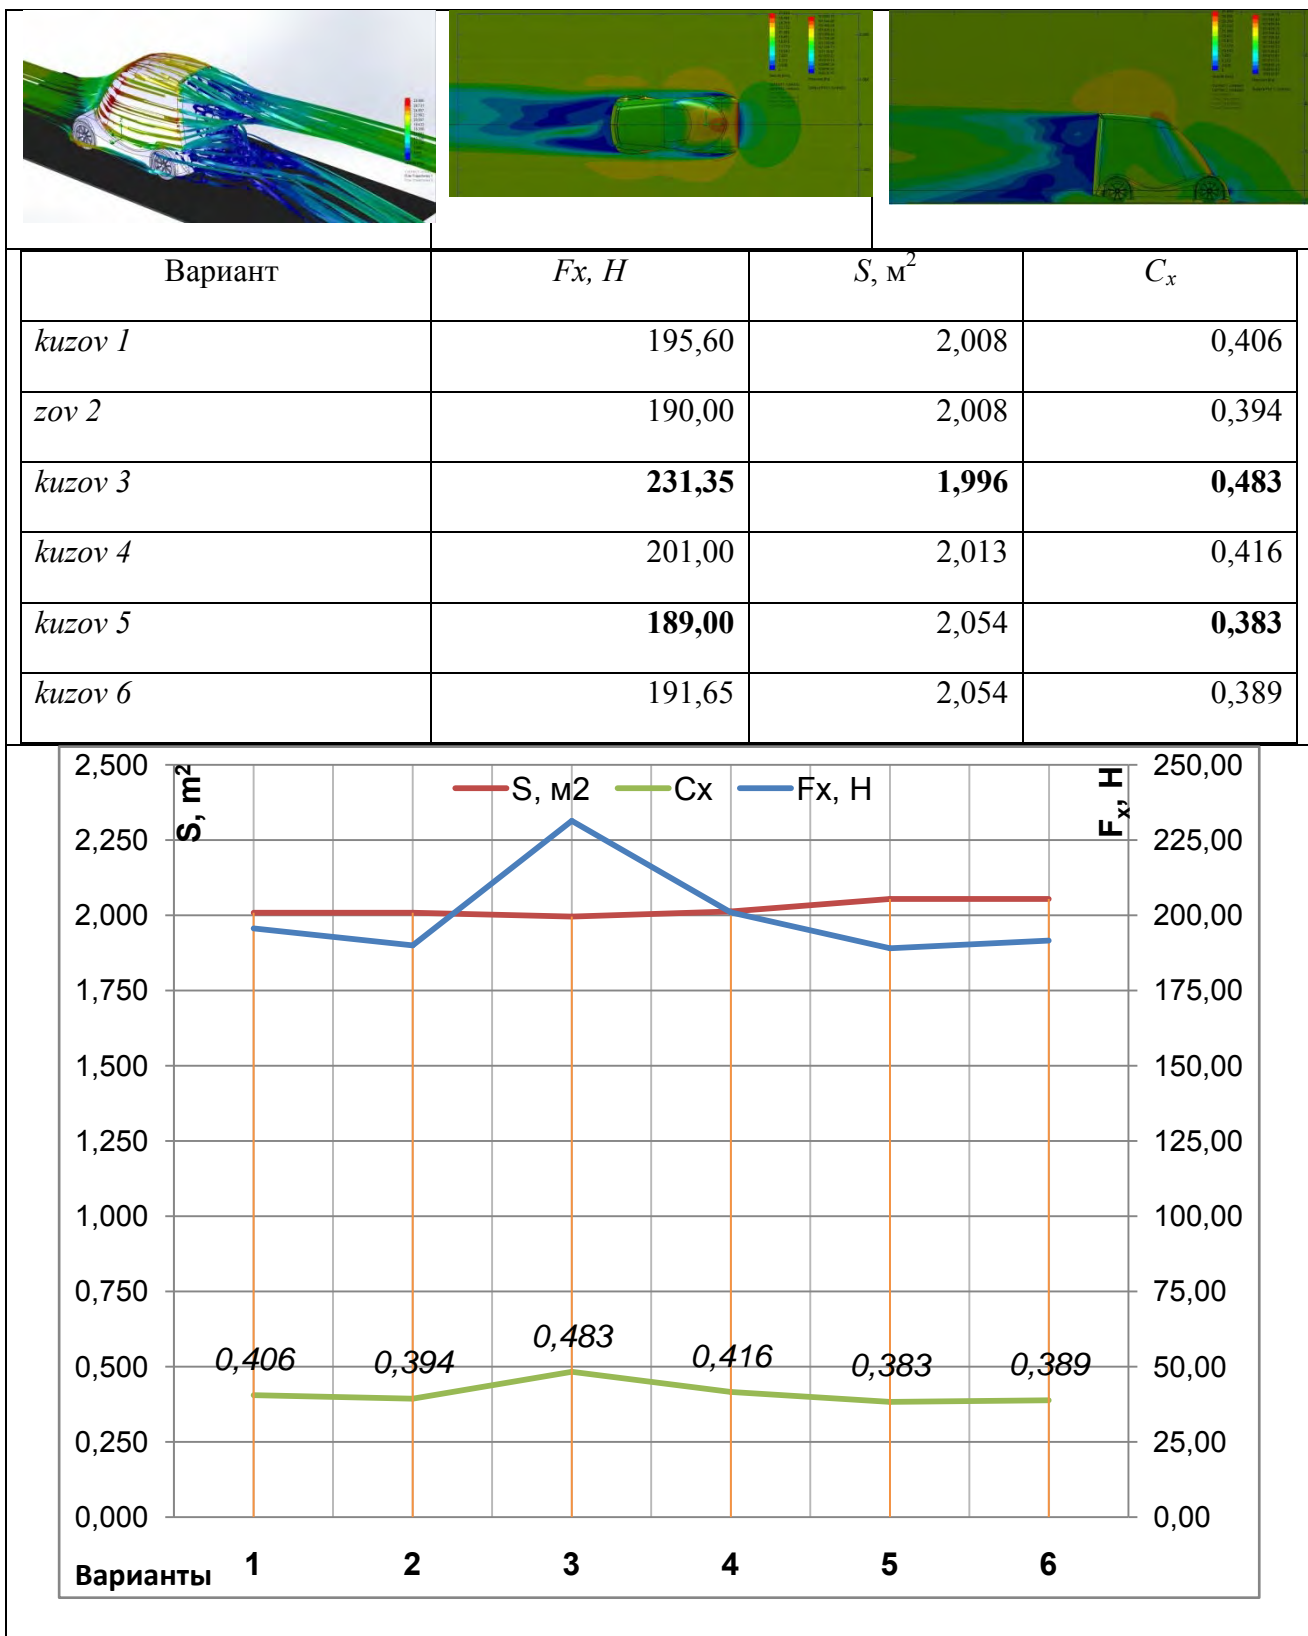 Вариант Fx, Н S, м² Cₓ
kuzov 1 195,60 2,008 0,406
zov 2 190,00 2,008 0,394
kuzov 3 231,35 1,996 0,483
kuzov 4 201,00 2,013 0,416
kuzov 5 189,00 2,054 0,383
kuzov 6 191,65 2,054 0,389
S, m²
S, м2 Cx Fx, Н
Fₓ, Н
2,500 250,00
2,250 225,00
2,000 200,00
1,750 175,00
1,500 150,00
1,250 125,00
1,000 100,00
0,750 75,00
0,500 50,00
0,250 25,00
0,000 0,00
0,406 0,394 0,483 0,416 0,383 0,389
Варианты 1 2 3 4 5 6